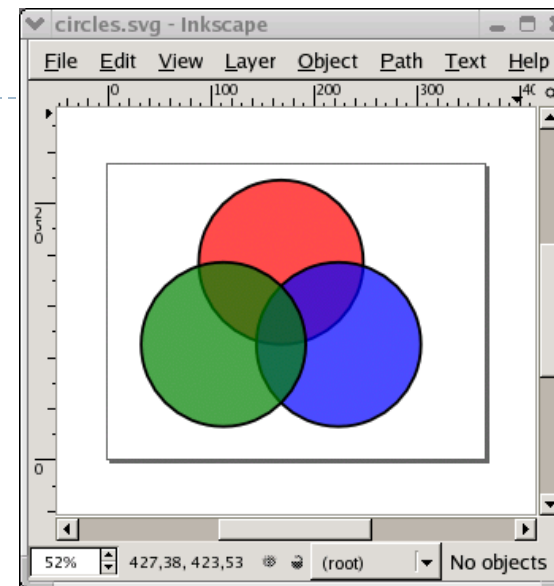 circles.svg - Inkscape
File Edit View Layer Object Path Text Help
0 100 200 300
250
0
52% 427,38, 423,53 (root) No objects